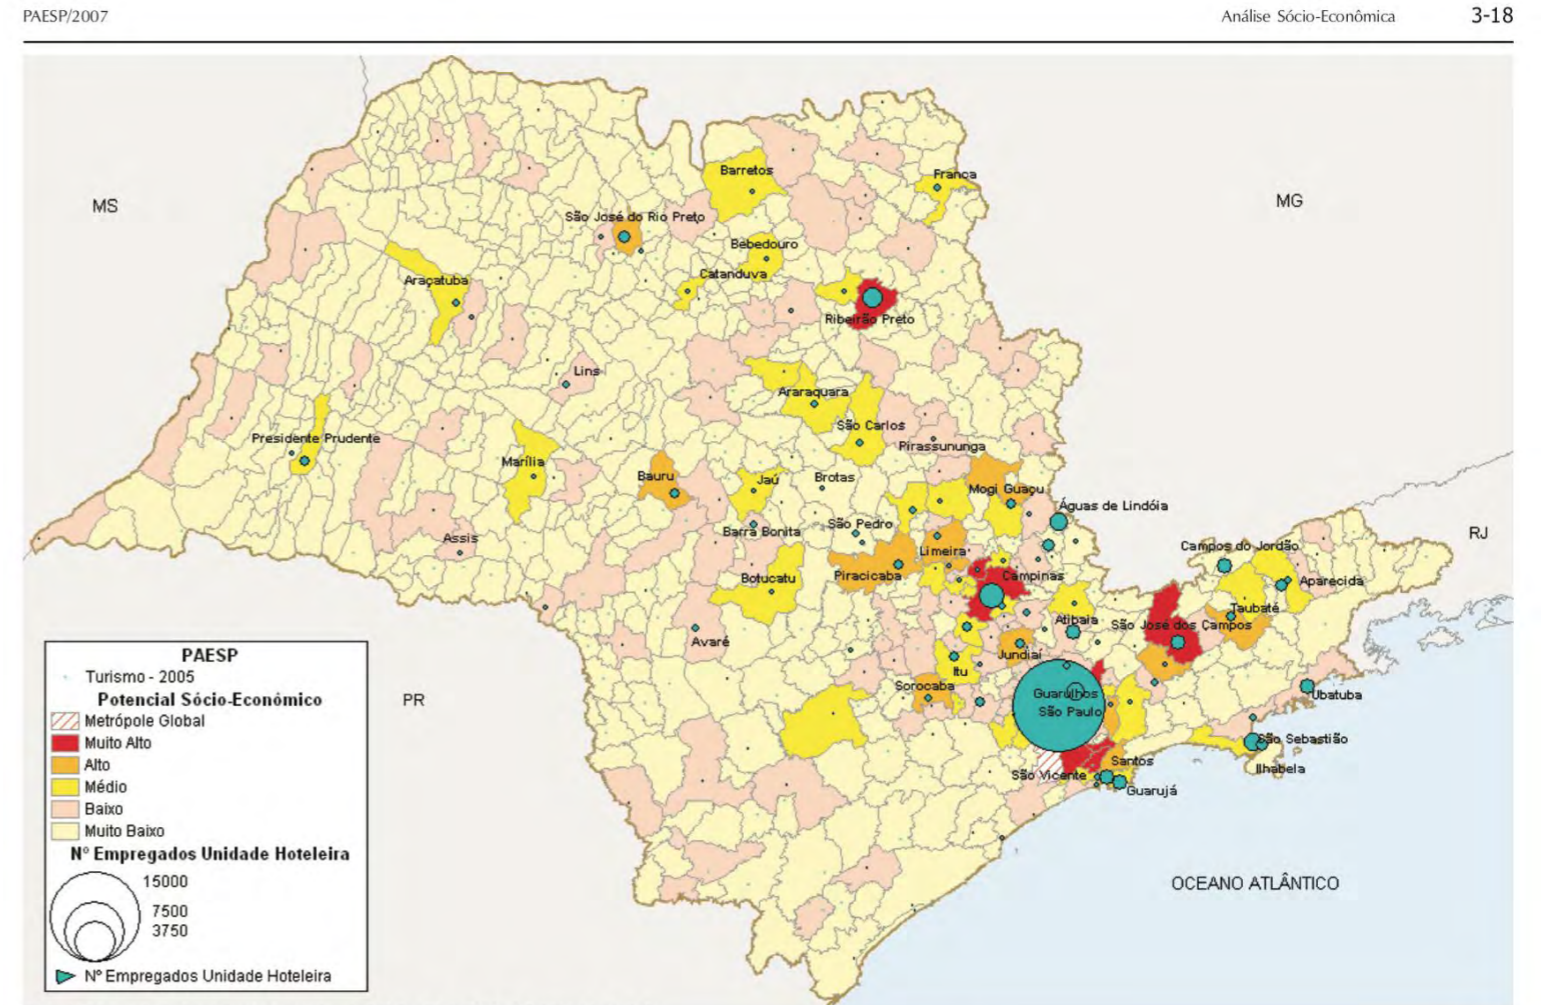 PAESP/2007
Análise Sócio-Econômica
3-18
MS
MG
Barretos
Franca
São José do Rio Preto
Bebedouro
Catanduva
Araçatuba
Ribeirão Preto
Lins
Araraquara
São Carlos
Pirassununga
Presidente Prudente
Marília
Bauru
Jaú
Brotas
Mogi Guaçu
Águas de Lindóia
Barra Bonita
São Pedro
RJ
Assis
Limeira
Campos do Jordão
Piracicaba
Campinas
Botucatu
Aparecida
Taubaté
Atibaia
São José dos Campos
Avaré
Jundiaí
Itu
Sorocaba
Guarulhos
Ubatuba
São Paulo
PR
São Sebastião
Santos
São Vicente
Ilhabela
Guarujá
OCEANO ATLÂNTICO
PAESP
Turismo - 2005
Potencial Sócio-Econômico
Metrópole Global
Muito Alto
Alto
Médio
Baixo
Muito Baixo
Nº Empregados Unidade Hoteleira
15000
7500
3750
Nº Empregados Unidade Hoteleira